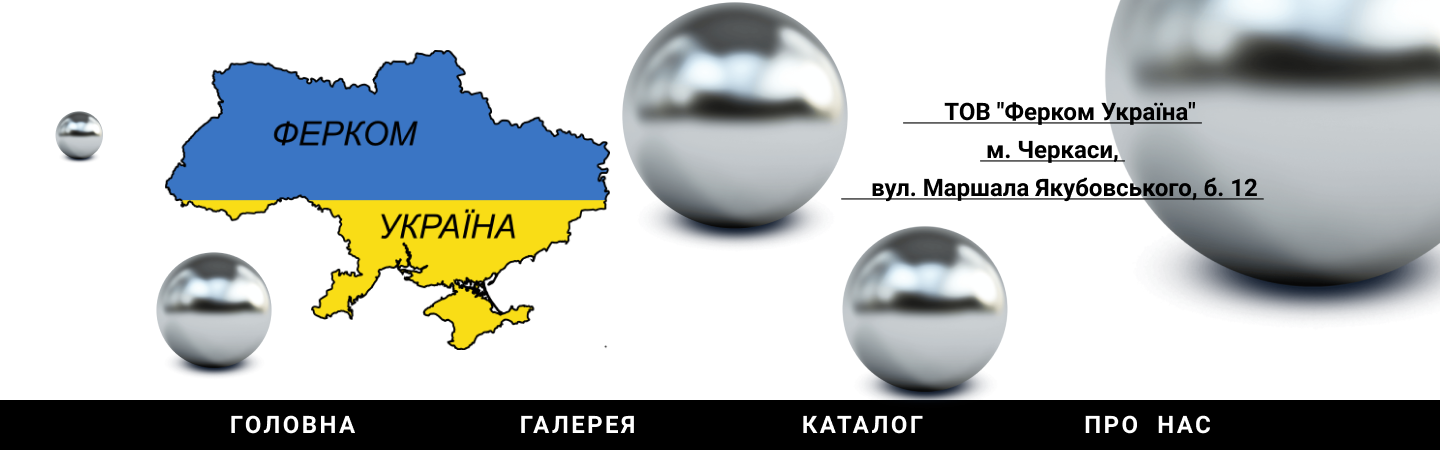 ФЕРКОМ
УКРАЇНА
ТОВ "Ферком Україна"
м. Черкаси,
вул. Маршала Якубовського, б. 12
ГОЛОВНА ГАЛЕРЕЯ КАТАЛОГ ПРО НАС